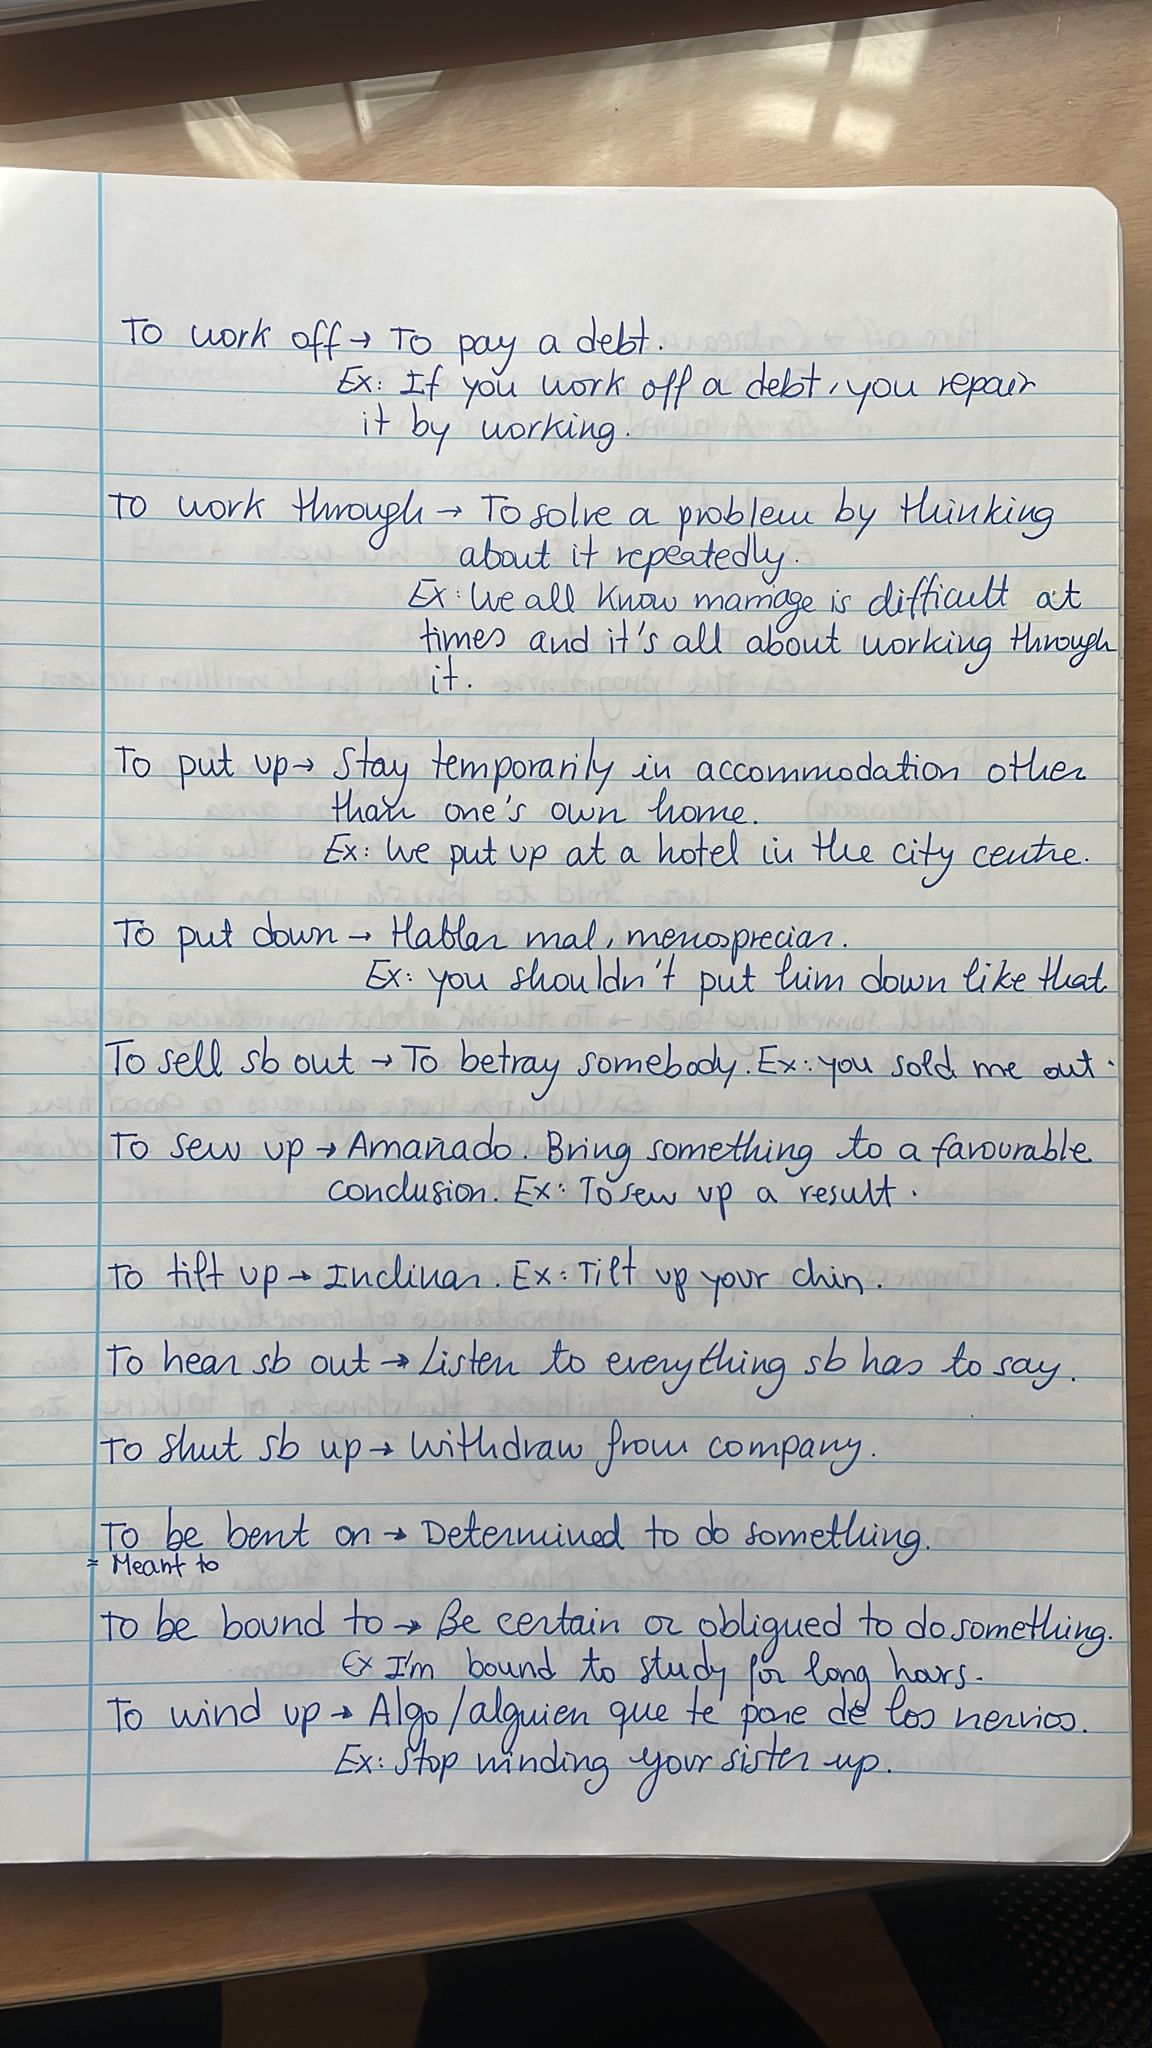 To work off → To pay a debt.
Ex: If you work off a debt, you repair
it by working.
To work through → To solve a problem by thinking
about it repeatedly.
Ex: We all know marriage is difficult at
times and it's all about working through
it.
To put up → Stay temporarily in accommodation other
than one's own home.
Ex: We put up at a hotel in the city centre.
To put down → Hablar mal, menospreciar.
Ex: you shouldn't put him down like that.
To sell sb out → To betray somebody. Ex: you sold me out.
To sew up → Amañado. Bring something to a favourable
conclusion. Ex: To sew up a result.
To tilt up → Inclinar. Ex: Tilt up your chin.
To hear sb out → Listen to everything sb has to say.
To shut sb up → Withdraw from company.
To be bent on → Determined to do something.
= Meant to
To be bound to → Be certain or obligued to do something.
Ex I'm bound to study for long hours.
To wind up → Algo/alguien que te pone de los nervios.
Ex: Stop winding your sister up.